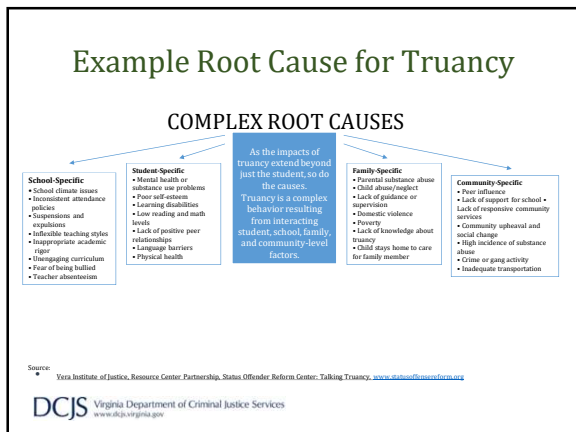 Example Root Cause for Truancy
COMPLEX ROOT CAUSES
School-Specific
• School climate issues
• Inconsistent attendance
policies
• Suspensions and
expulsions
• Inflexible teaching styles
• Inappropriate academic
rigor
• Unengaging curriculum
• Fear of being bullied
• Teacher absenteeism
Student-Specific
• Mental health or
substance use problems
• Poor self-esteem
• Learning disabilities
• Low reading and math
levels
• Lack of positive peer
relationships
• Language barriers
• Physical health
As the impacts of
truancy extend beyond
just the student, so do
the causes.
Truancy is a complex
behavior resulting
from interacting
student, school, family,
and community-level
factors.
Family-Specific
• Parental substance abuse
• Child abuse/neglect
• Lack of guidance or
supervision
• Domestic violence
• Poverty
• Lack of knowledge about
truancy
• Child stays home to care
for family member
Community-Specific
• Peer influence
• Lack of support for school •
Lack of responsive community
services
• Community upheaval and
social change
• High incidence of substance
abuse
• Crime or gang activity
• Inadequate transportation
Source:
• Vera Institute of Justice, Resource Center Partnership, Status Offender Reform Center: Talking Truancy, www.statusoffensereform.org
DCJS Virginia Department of Criminal Justice Services
www.dcjs.virginia.gov